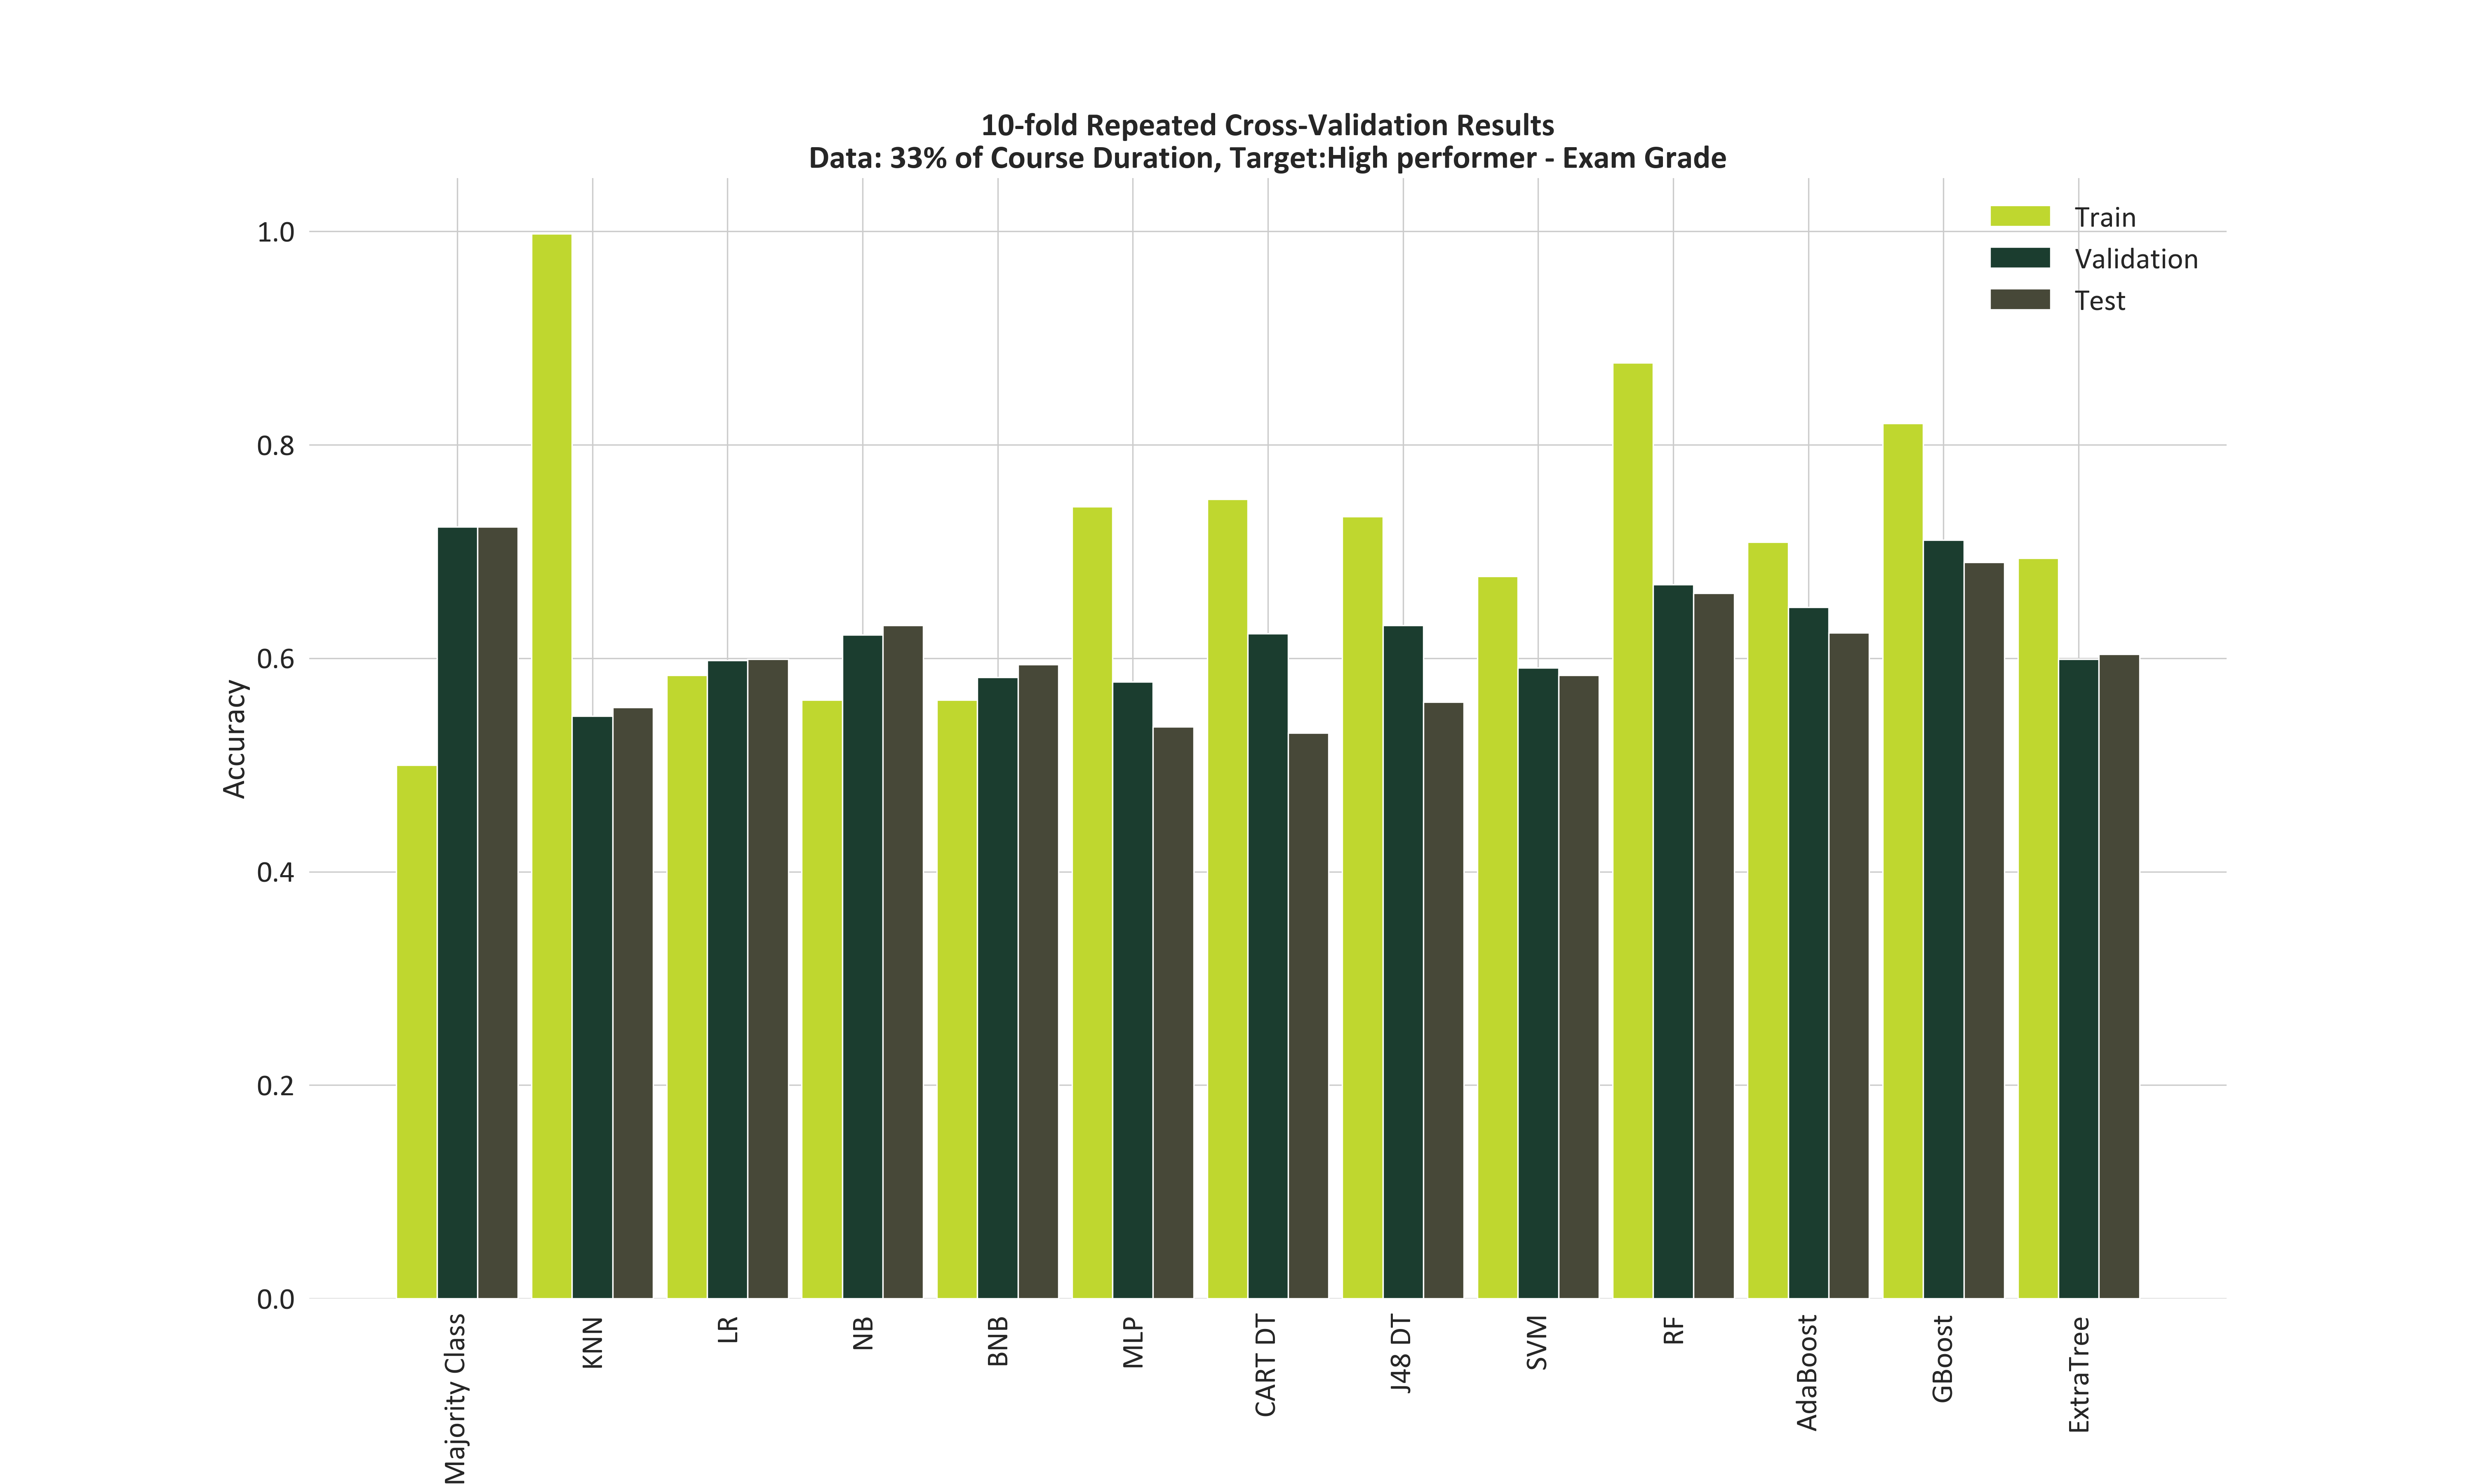 10-fold Repeated Cross-Validation Results
Data: 33% of Course Duration, Target:High performer - Exam Grade
Train
Validation
Test
Accuracy
1.0
0.8
0.6
0.4
0.2
0.0
Majority Class
KNN
LR
NB
BNB
MLP
CART DT
J48 DT
SVM
RF
AdaBoost
GBoost
ExtraTree